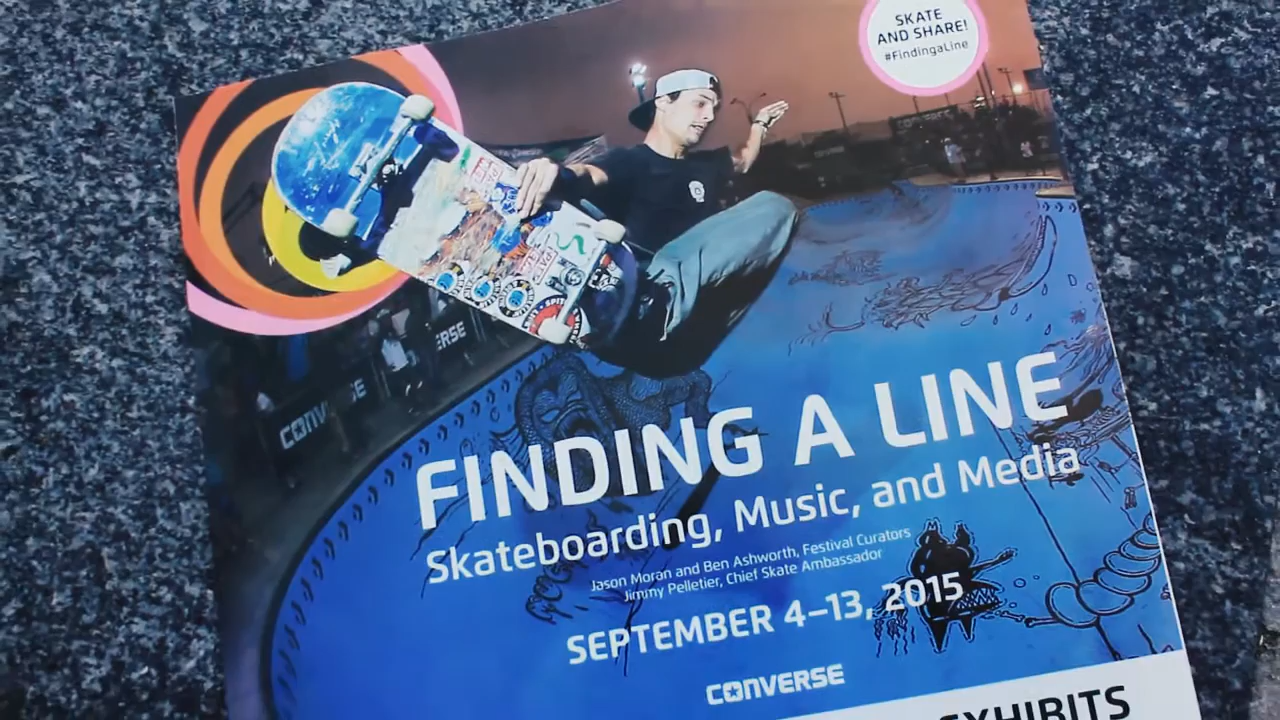 SKATE
AND SHARE!
#FindingaLine
CONVERSE
FINDING A LINE
Skateboarding, Music, and Media
Jason Moran and Ben Ashworth, Festival Curators
Jimmy Pelletier, Chief Skate Ambassador
SEPTEMBER 4–13, 2015
CONVERSE
EXHIBITS